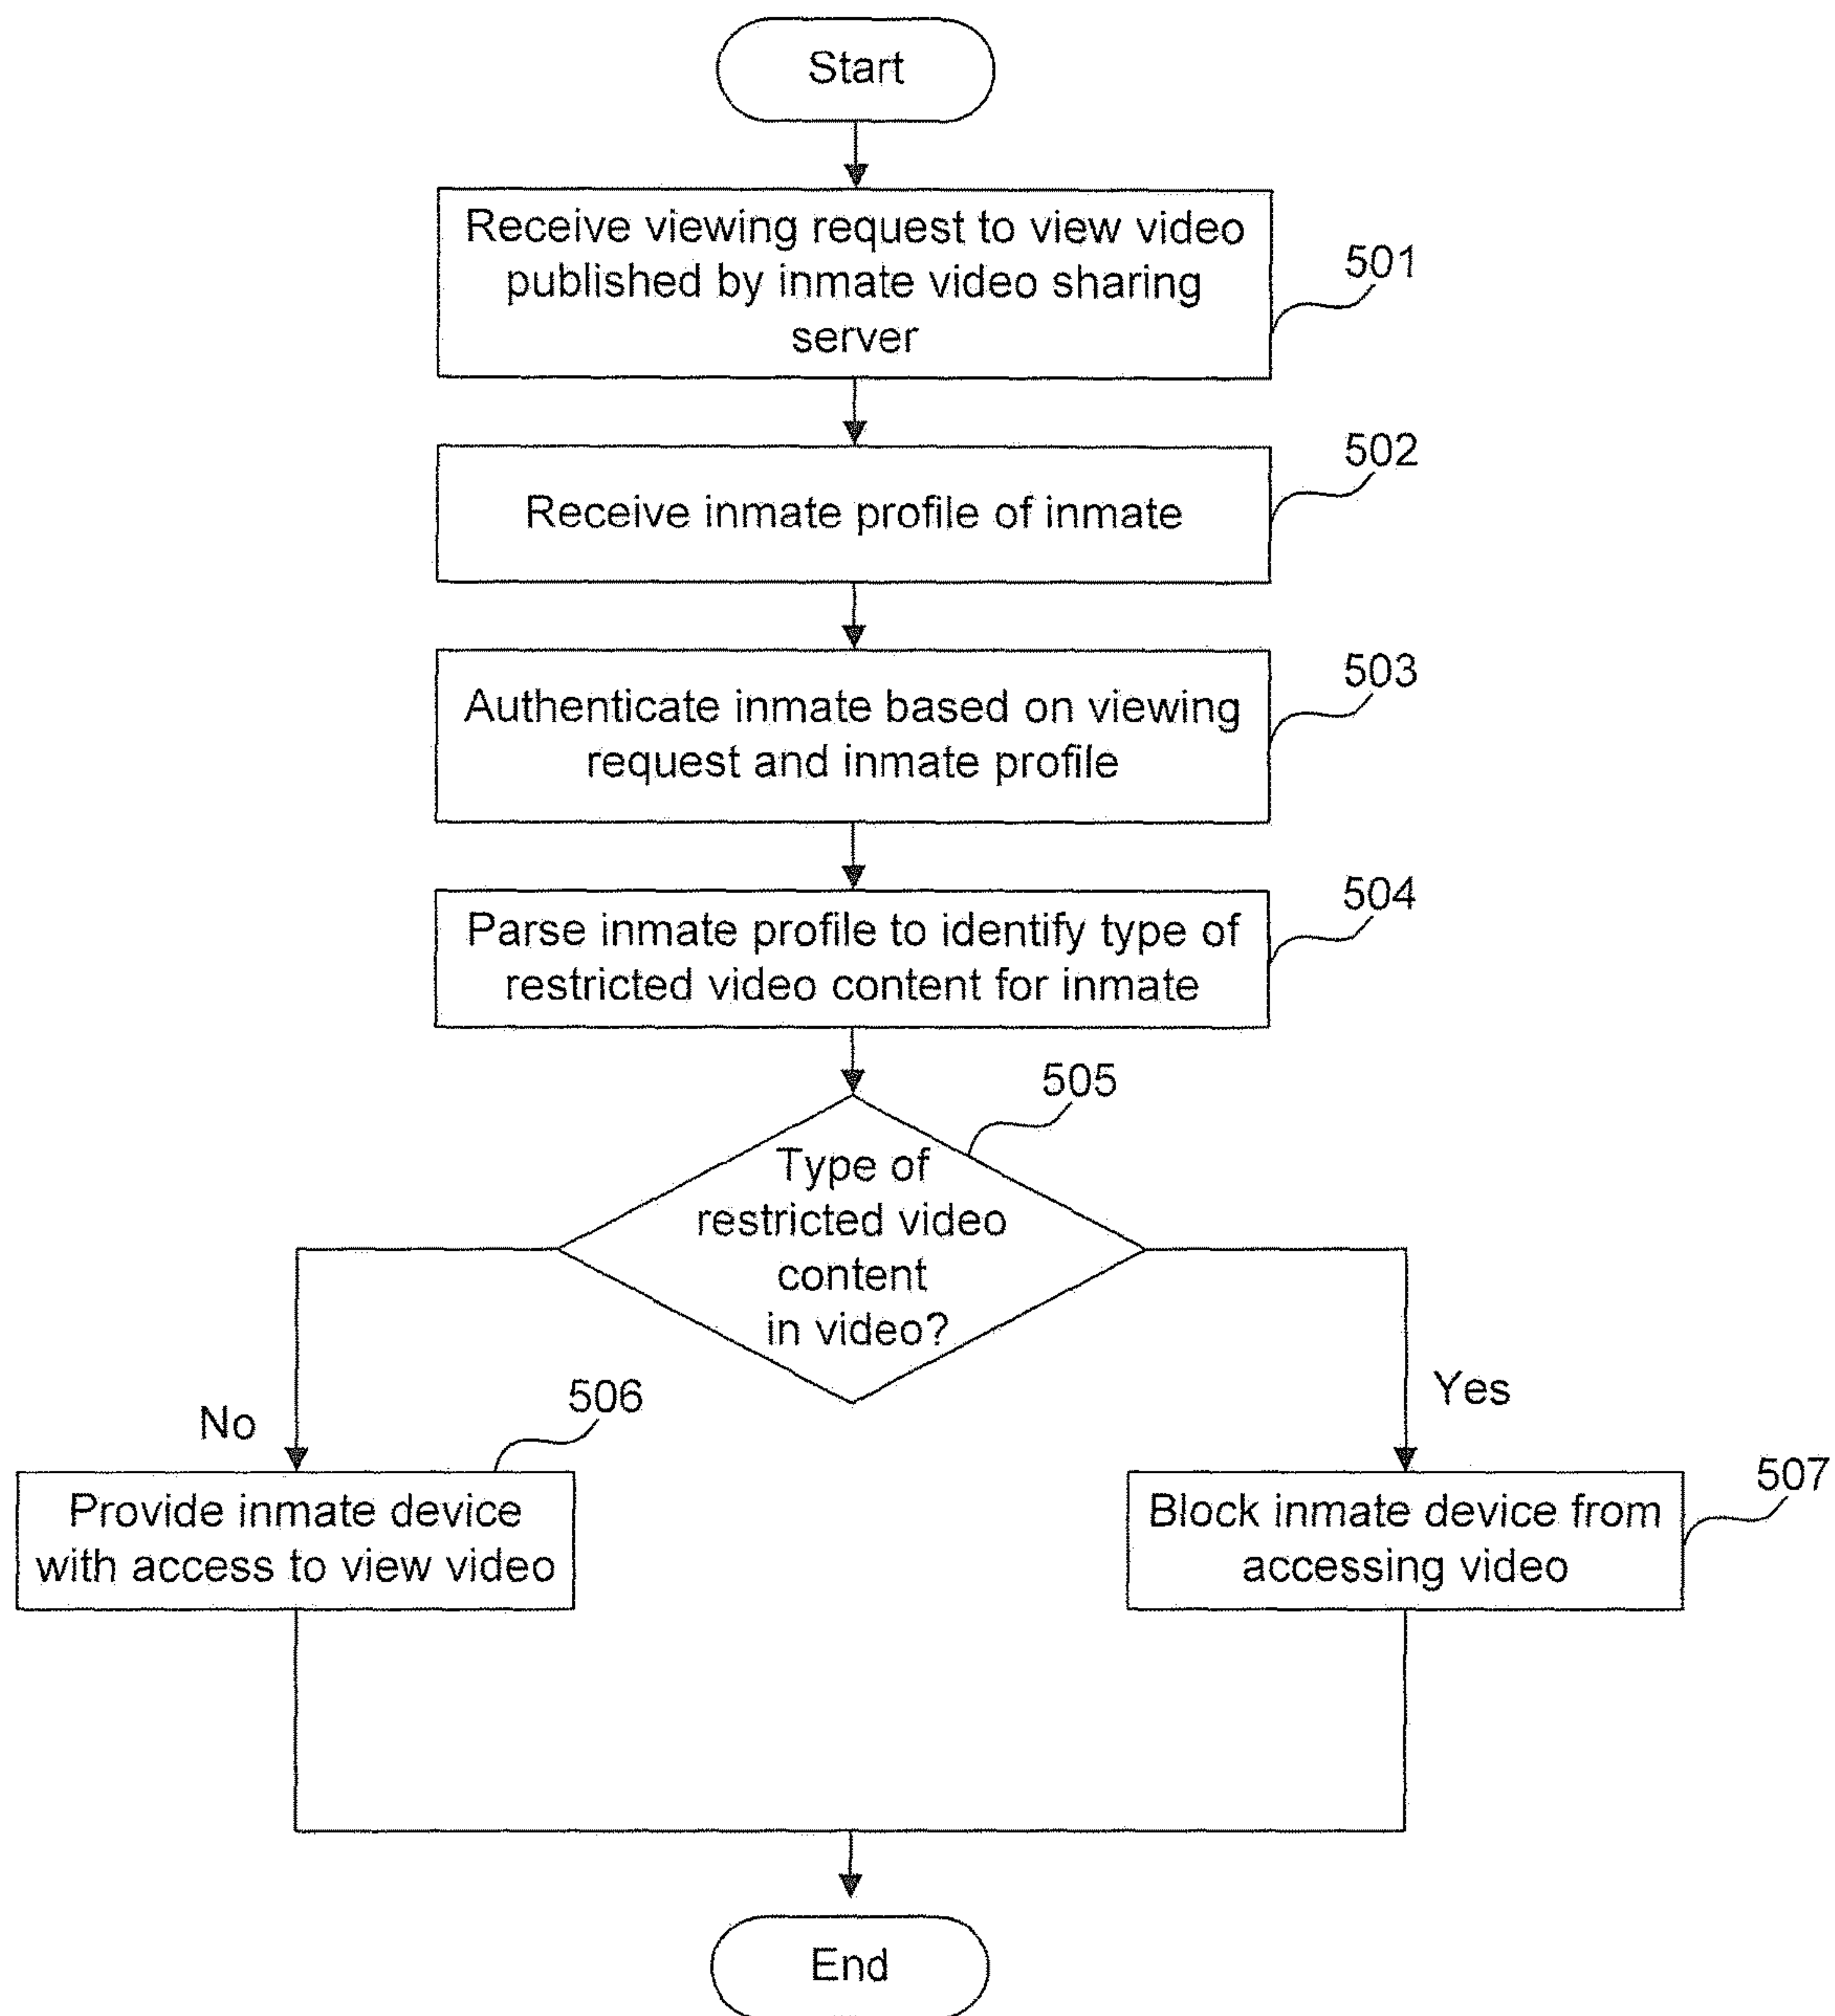 Start
Receive viewing request to view video
published by inmate video sharing
server
501
Receive inmate profile of inmate
502
Authenticate inmate based on viewing
request and inmate profile
503
Parse inmate profile to identify type of
restricted video content for inmate
504
505
Type of
restricted video
content
in video?
No
506
Yes
Provide inmate device
with access to view video
Block inmate device from
accessing video
507
End